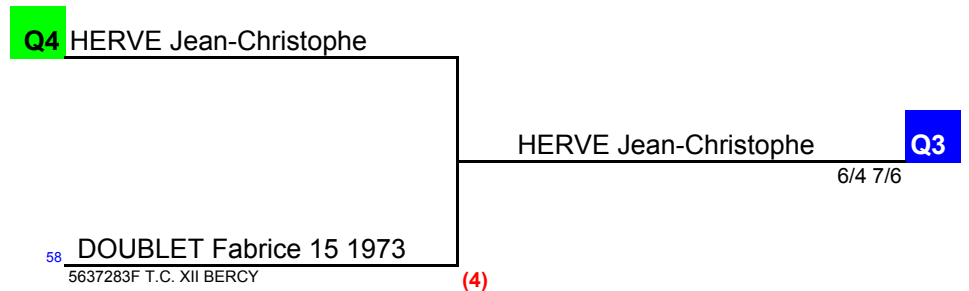 Q4 HERVE Jean-Christophe
HERVE Jean-Christophe Q3
6/4 7/6
58 DOUBLET Fabrice 15 1973
5637283F T.C. XII BERCY
(4)